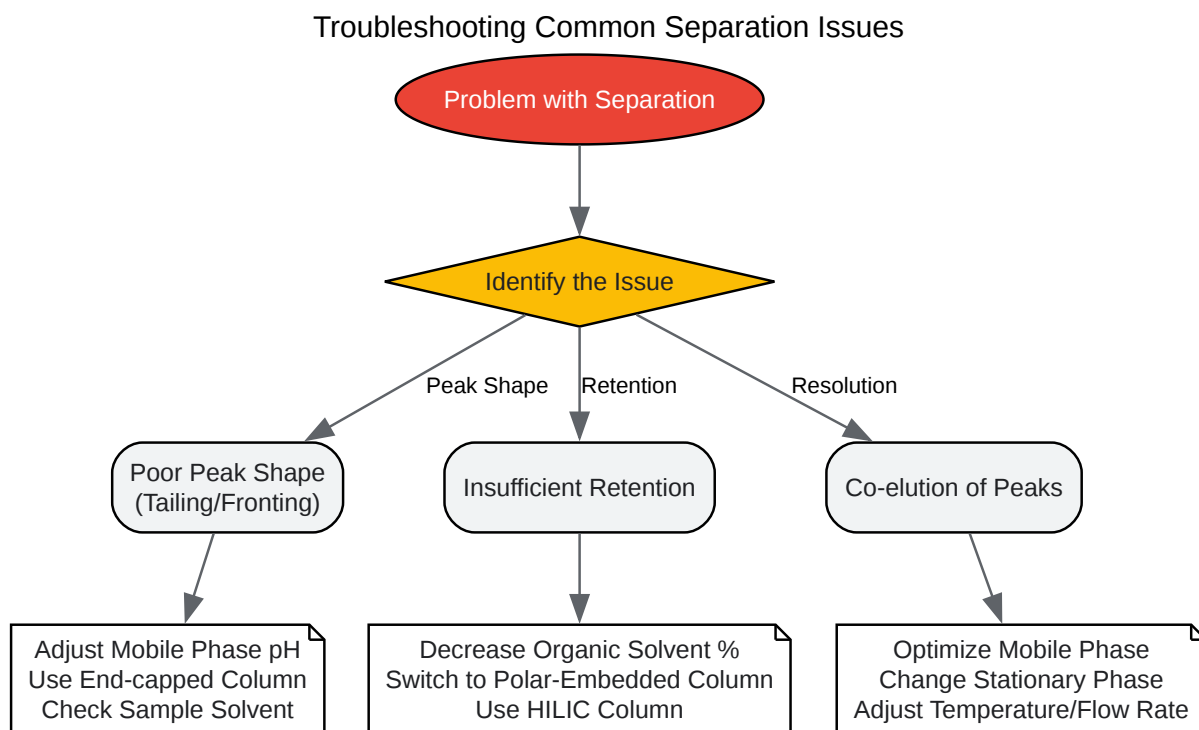 Troubleshooting Common Separation Issues
Problem with Separation
Identify the Issue
Peak Shape
Retention
Resolution
Poor Peak Shape
(Tailing/Fronting)
Insufficient Retention
Co-elution of Peaks
Adjust Mobile Phase pH
Use End-capped Column
Check Sample Solvent
Decrease Organic Solvent %
Switch to Polar-Embedded Column
Use HILIC Column
Optimize Mobile Phase
Change Stationary Phase
Adjust Temperature/Flow Rate